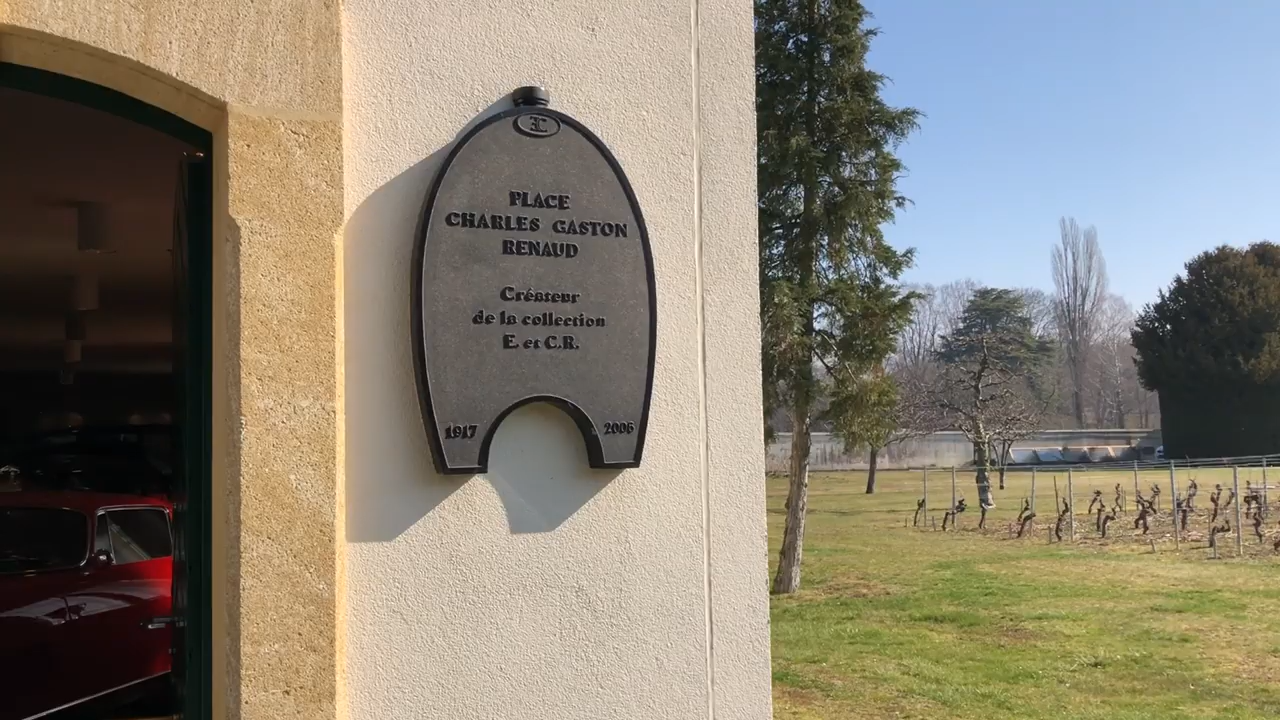 L
PLACE
CHARLES GASTON
RENAUD
Créateur
de la collection
E. et C.R.
1917 2006